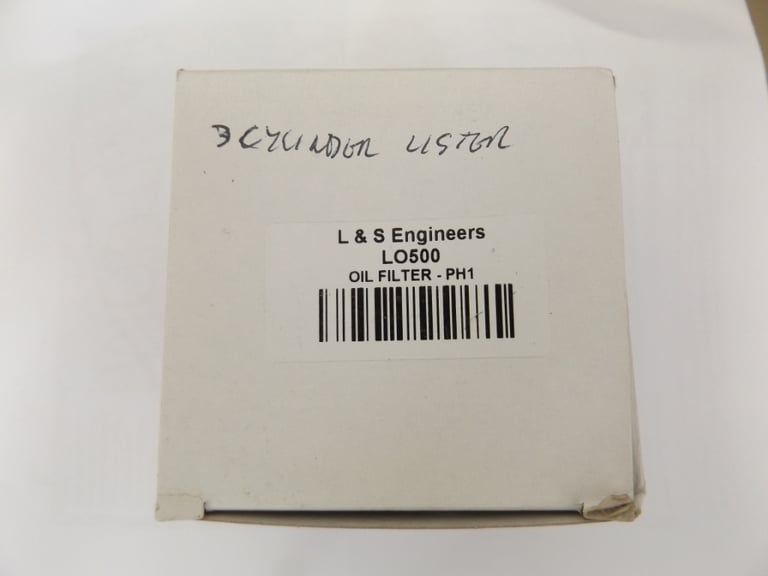 3 CYLINDER LISTER
L & S Engineers
LO500
OIL FILTER - PH1